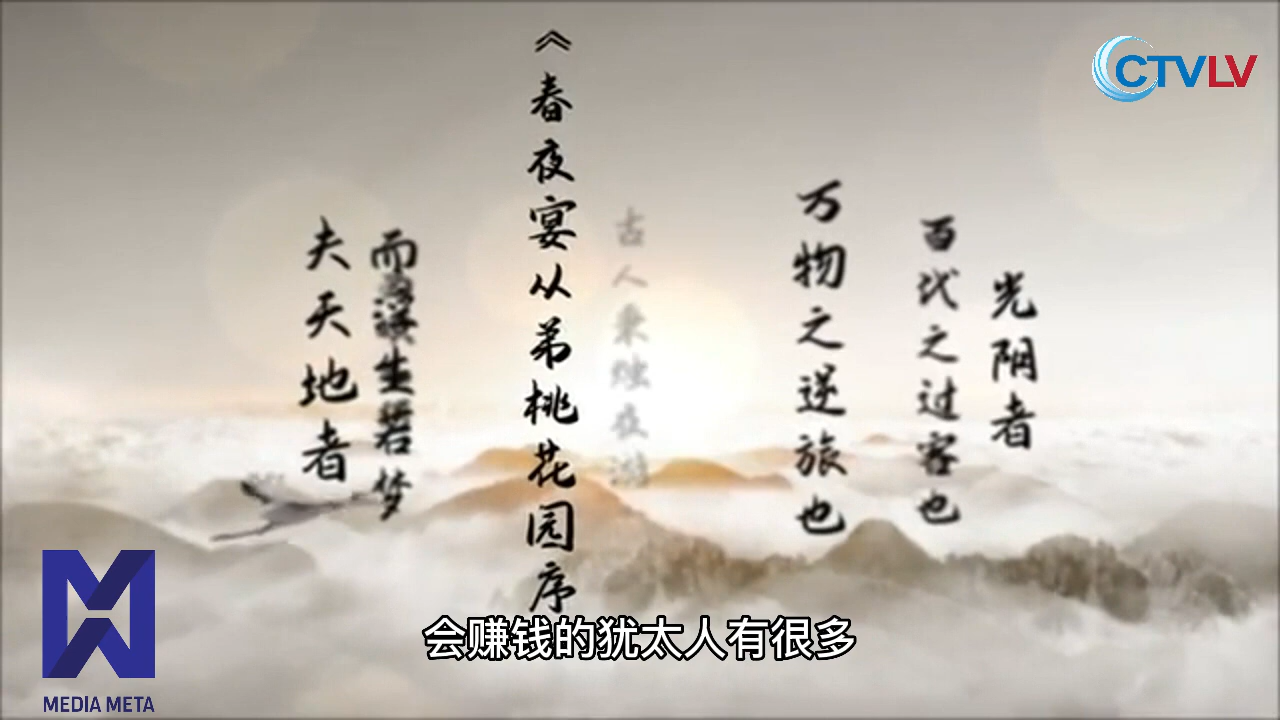 CTVLV
《春夜宴从弟桃花园序
夫天地者
万物之逆旅也
光阴者
百代之过客也
而浮生若梦
古人秉烛夜游
会赚钱的犹太人有很多
MEDIA META